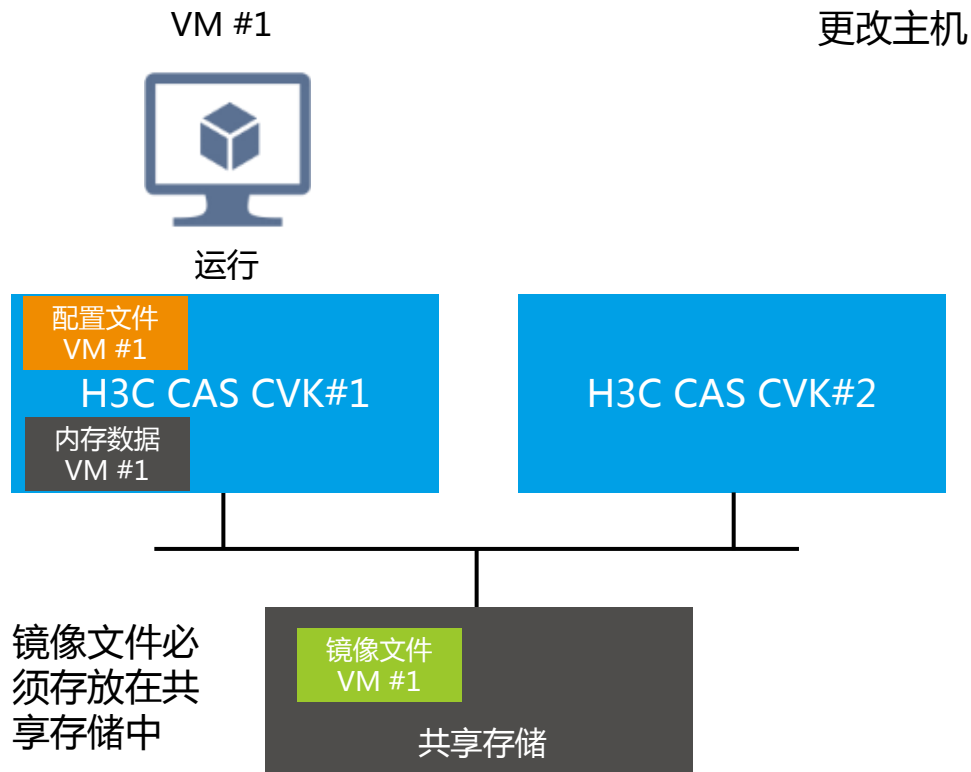 VM #1
更改主机
运行
配置文件
VM #1
H3C CAS CVK#1
内存数据
VM #1
H3C CAS CVK#2
镜像文件必
须存放在共
享存储中
镜像文件
VM #1
共享存储